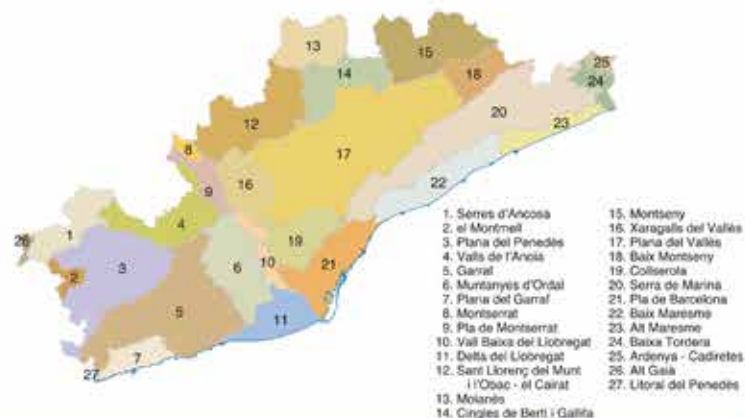 13
15
25
14
18
24
20
12
23
8
17
22
16
9
26
1
4
19
3
6
10
21
2
5
11
7
27
1. Serres d'Ancosa
2. el Montmell
3. Plana del Penedès
4. Valls de l'Anoia
5. Garraf
6. Muntanyes d'Ordal
7. Plana del Garraf
8. Montserrat
9. Pla de Montserrat
10. Vall Baixa del Llobregat
11. Delta del Llobregat
12. Sant Llorenç del Munt
i l'Obac - el Cairat
13. Moianès
14. Cingles de Bertí i Gallifa
15. Montseny
16. Xaragalls del Vallès
17. Plana del Vallès
18. Baix Montseny
19. Collserola
20. Serra de Marina
21. Pla de Barcelona
22. Baix Maresme
23. Alt Maresme
24. Baixa Tordera
25. Ardenya - Cadiretes
26. Alt Gaià
27. Litoral del Penedès